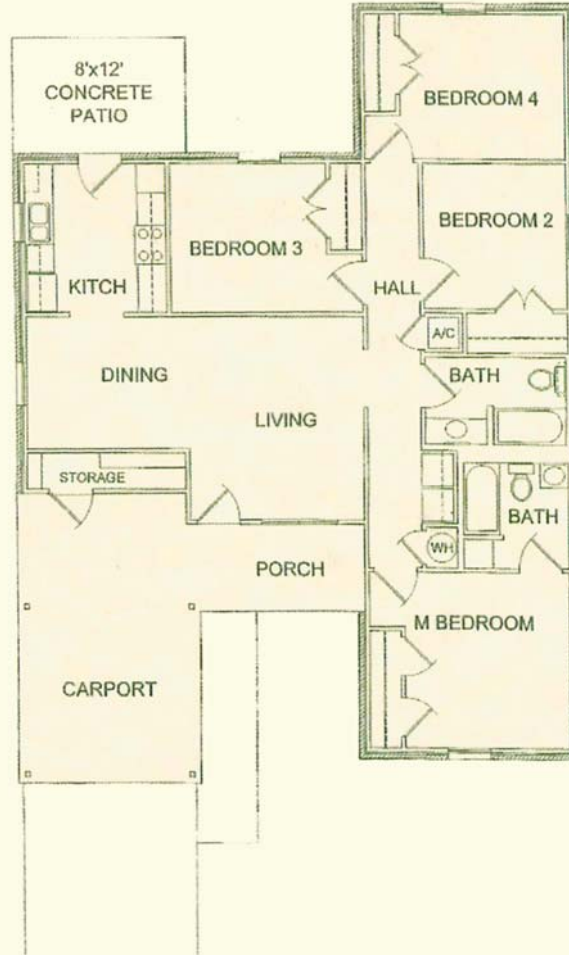 8'x12'
CONCRETE
PATIO
BEDROOM 4
BEDROOM 2
BEDROOM 3
KITCH
HALL
A/C
DINING
BATH
LIVING
STORAGE
BATH
WH
PORCH
M BEDROOM
CARPORT